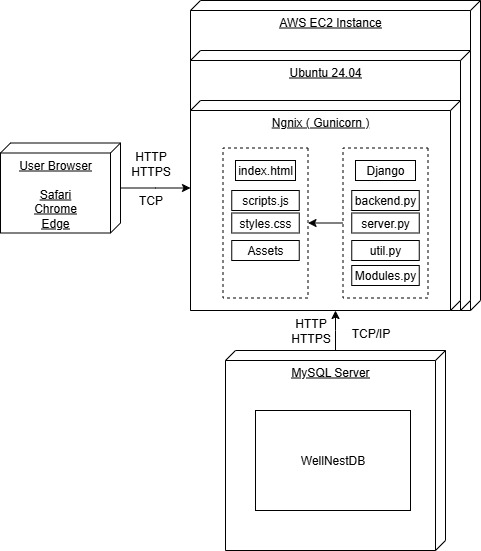 AWS EC2 Instance
Ubuntu 24.04
Ngnix ( Gunicorn )
User Browser
Safari
Chrome
Edge
HTTP
HTTPS
TCP
index.html
scripts.js
styles.css
Assets
Django
backend.py
server.py
util.py
Modules.py
HTTP
HTTPS
TCP/IP
MySQL Server
WellNestDB